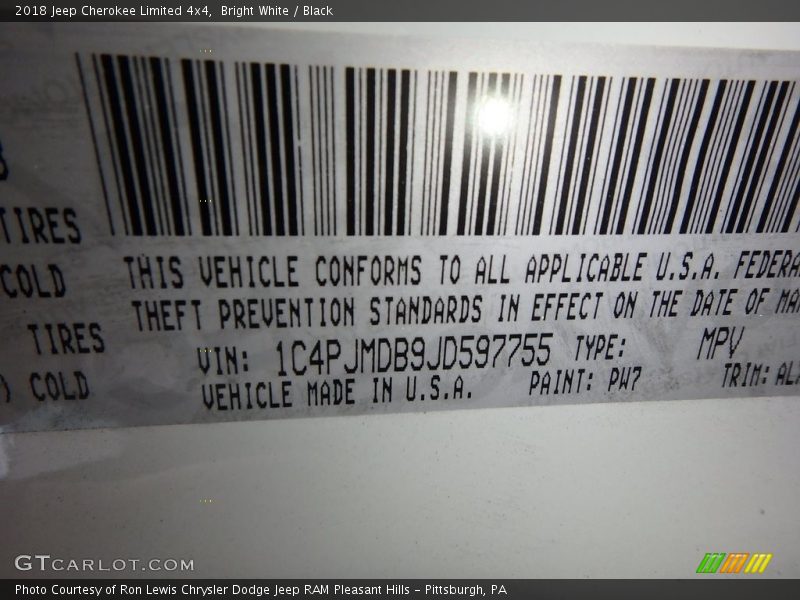 2018 Jeep Cherokee Limited 4x4, Bright White / Black
TIRES
COLD
TIRES
) COLD
THIS VEHICLE CONFORMS TO ALL APPLICABLE U.S.A. FEDERA
THEFT PREVENTION STANDARDS IN EFFECT ON THE DATE OF MA
VIN: 1C4PJMDB9JD597755 TYPE: MPV
VEHICLE MADE IN U.S.A. PAINT: PW7 TRIM: AL
GTCARLOT.COM
Photo Courtesy of Ron Lewis Chrysler Dodge Jeep RAM Pleasant Hills - Pittsburgh, PA